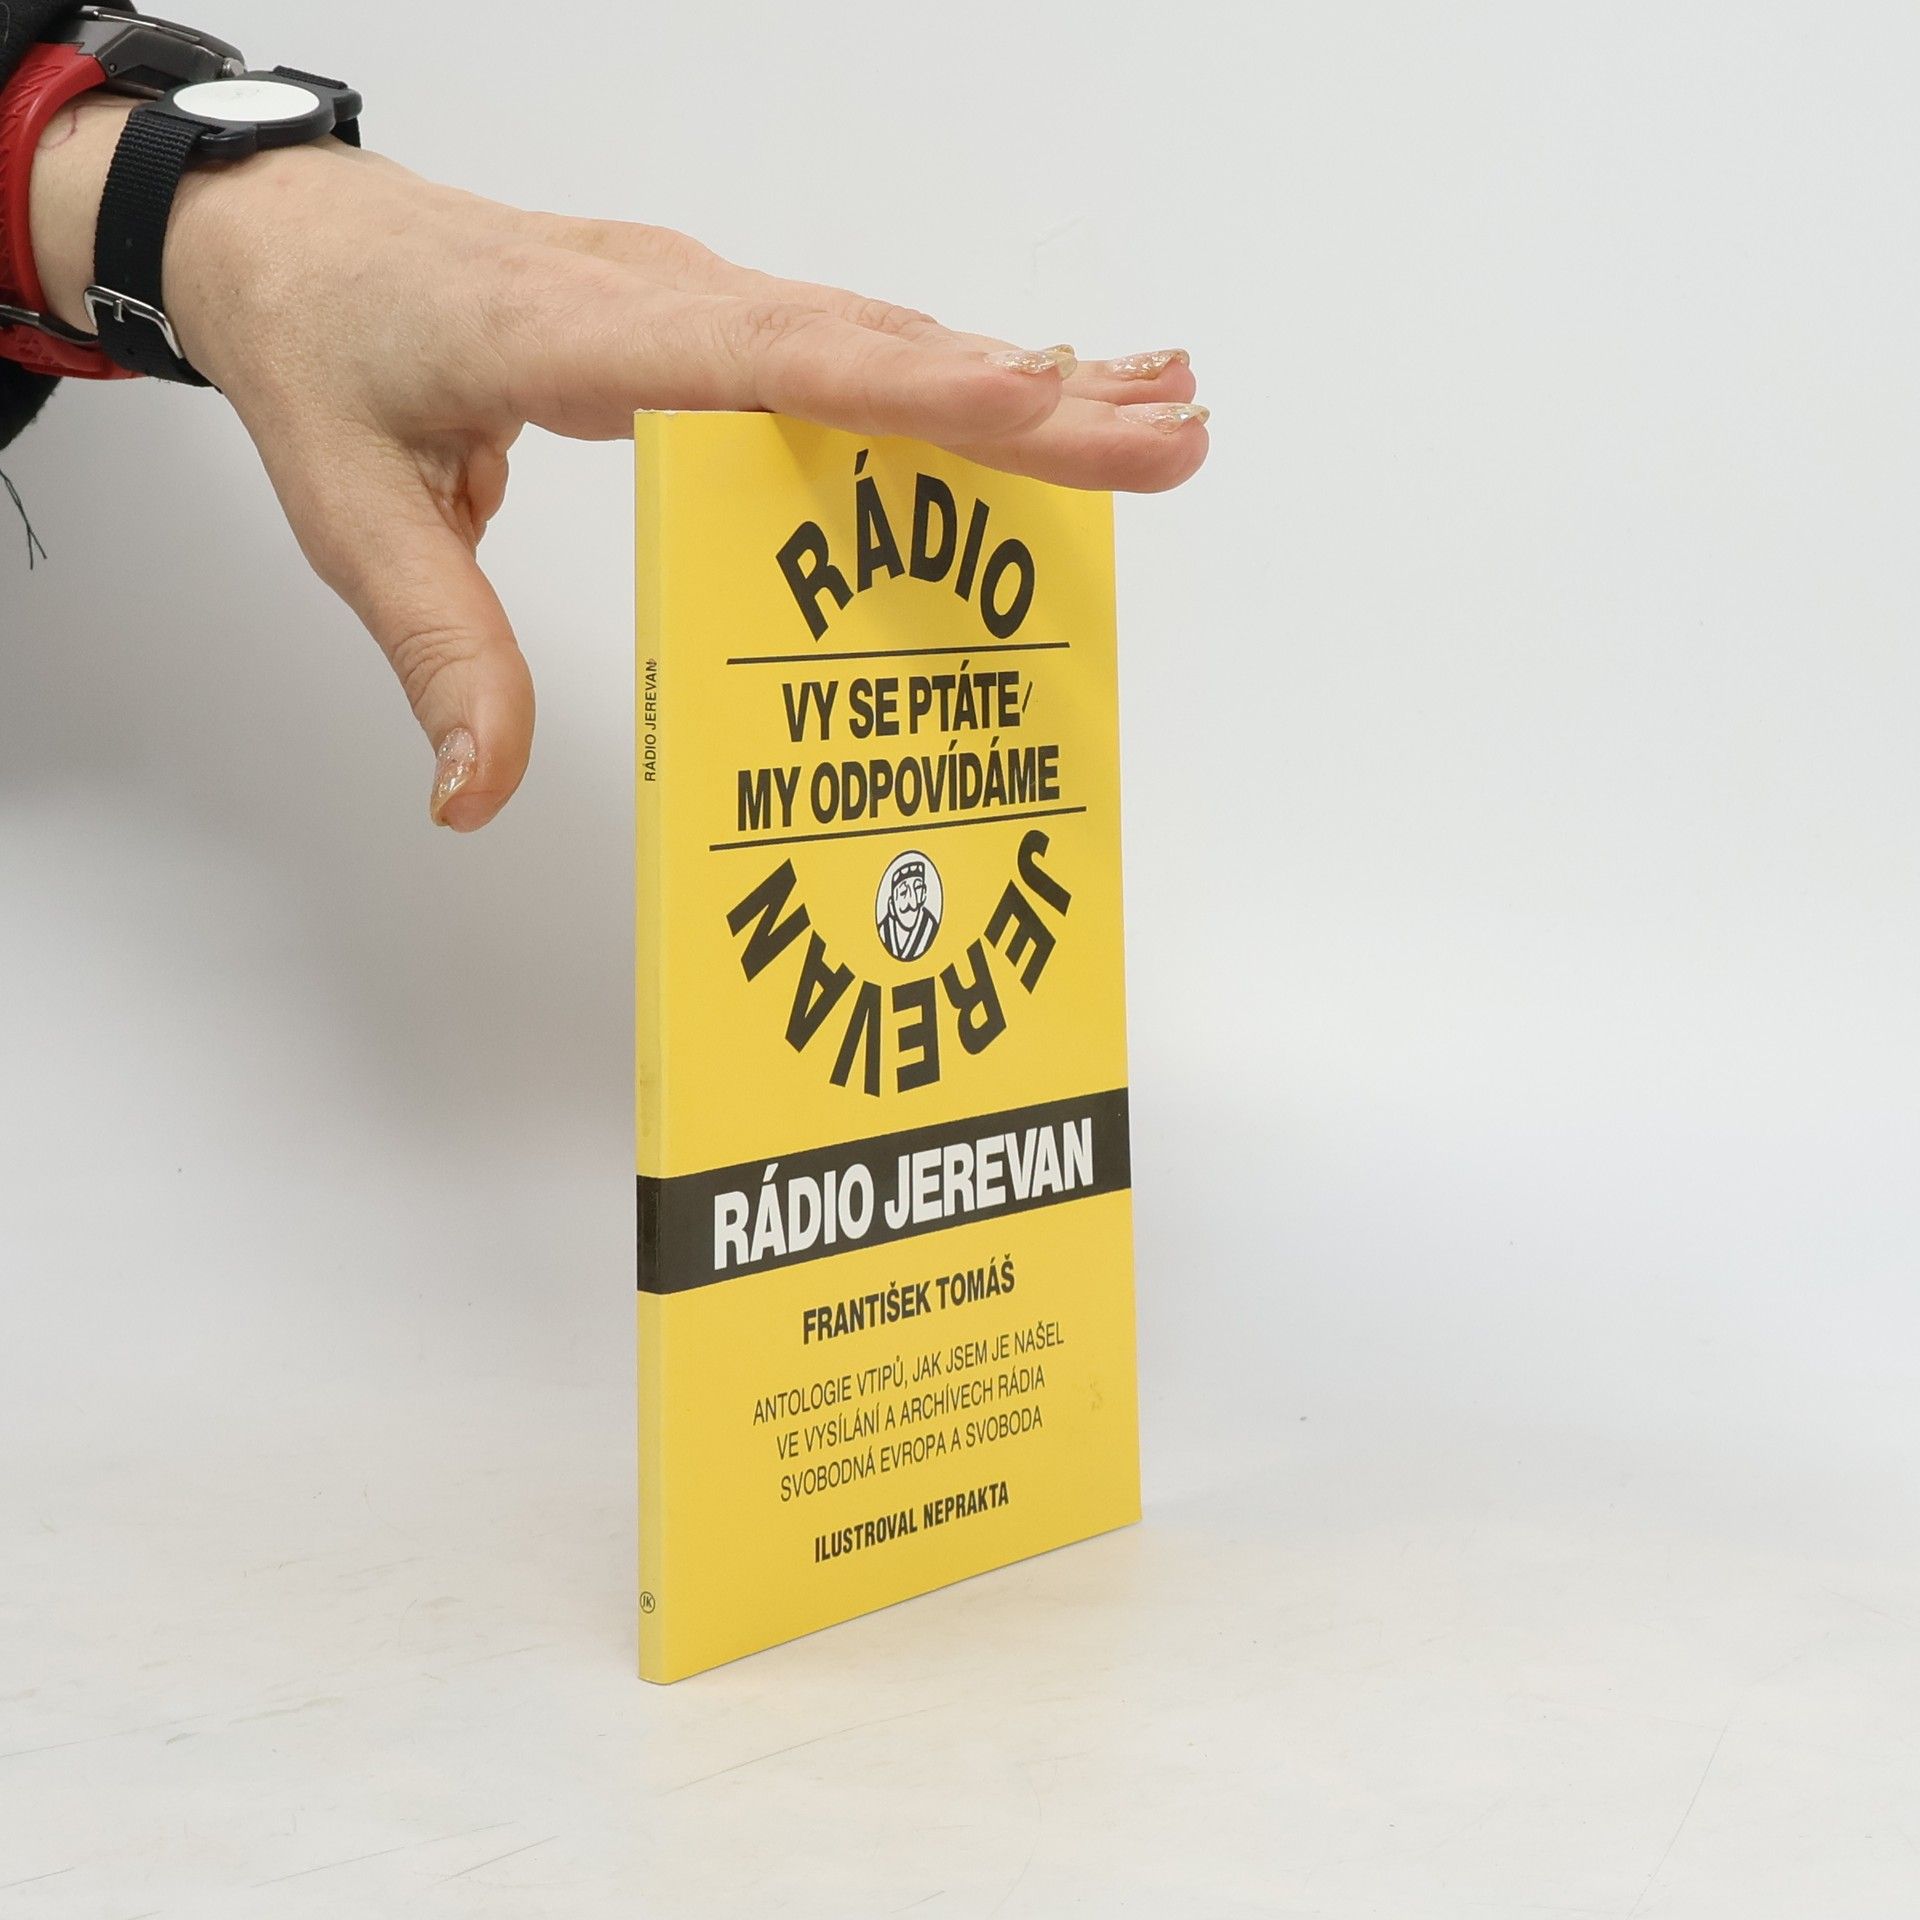 RÁDIO
VY SE PTÁTE/
MY ODPOVÍDÁME
JEREVAN
RÁDIO JEREVAN
FRANTIŠEK TOMÁŠ
ANTOLOGIE VTIPŮ, JAK JSEM JE NAŠEL
VE VYSÍLÁNÍ A ARCHÍVECH RÁDIA
SVOBODNÁ EVROPA A SVOBODA
ILUSTROVAL NEPRAKTA
RÁDIO JEREVAN
JK